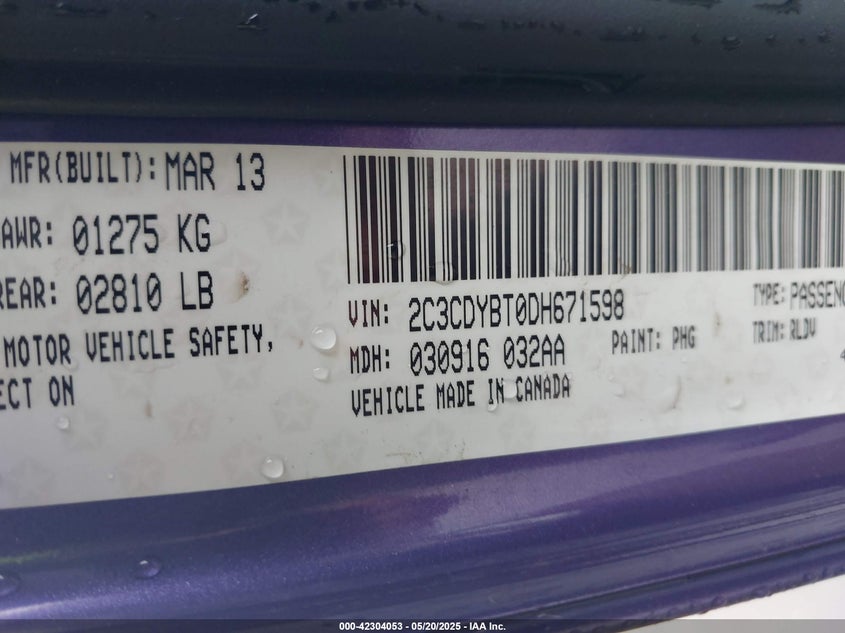 MFR(BUILT): MAR 13
AWR: 01275 KG
REAR: 02810 LB
MOTOR VEHICLE SAFETY,
ECT ON
VIN: 2C3CDYBT0DH671598
TYPE: PASSENG
MDH: 030916 032AA
PAINT: PHG
TRIM: RLDV
VEHICLE MADE IN CANADA
000-42304053 - 05/20/2025 - IAA Inc.